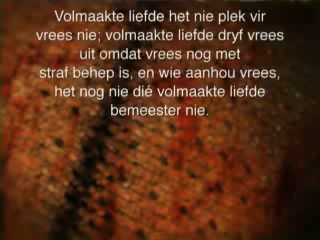 Volmaakte liefde het nie plek vir
vrees nie; volmaakte liefde dryf vrees
uit omdat vrees nog met
straf behep is, en wie aanhou vrees,
het nog nie dié volmaakte liefde
bemeester nie.